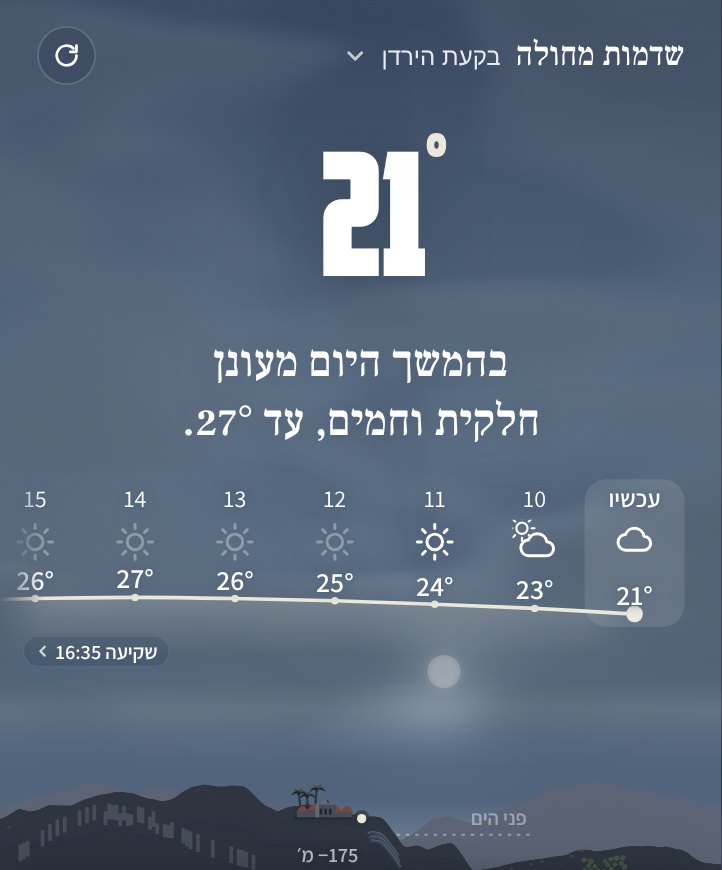 שדמות מחולה בקעת הירדן
21°
בהמשך היום מעונן
חלקית וחמים, עד 27°.
עכשיו 10 11 12 13 14 15
21° 23° 24° 25° 26° 27° 26°
שקיעה 16:35
פני הים
−175 מ׳